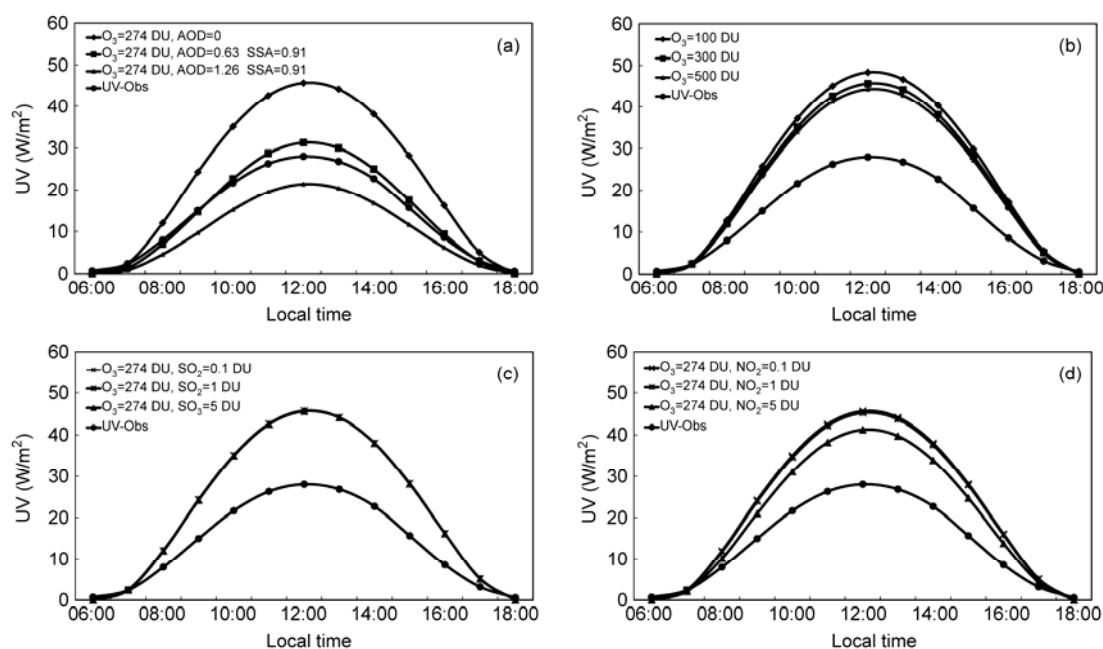 (a)
O₃=274 DU, AOD=0
O₃=274 DU, AOD=0.63 SSA=0.91
O₃=274 DU, AOD=1.26 SSA=0.91
UV-Obs
UV (W/m²)
60
50
40
30
20
10
0
06:00 08:00 10:00 12:00 14:00 16:00 18:00
Local time
(b)
O₃=100 DU
O₃=300 DU
O₃=500 DU
UV-Obs
UV (W/m²)
60
50
40
30
20
10
0
06:00 08:00 10:00 12:00 14:00 16:00 18:00
Local time
(c)
O₃=274 DU, SO₂=0.1 DU
O₃=274 DU, SO₂=1 DU
O₃=274 DU, SO₃=5 DU
UV-Obs
UV (W/m²)
60
50
40
30
20
10
0
06:00 08:00 10:00 12:00 14:00 16:00 18:00
Local time
(d)
O₃=274 DU, NO₂=0.1 DU
O₃=274 DU, NO₂=1 DU
O₃=274 DU, NO₂=5 DU
UV-Obs
UV (W/m²)
60
50
40
30
20
10
0
06:00 08:00 10:00 12:00 14:00 16:00 18:00
Local time